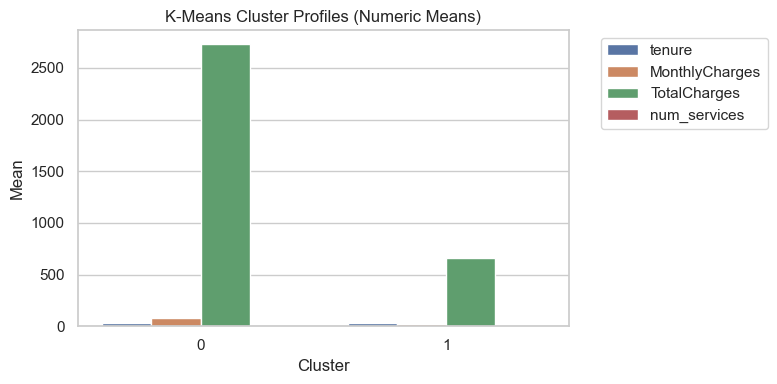 K-Means Cluster Profiles (Numeric Means)
tenure
MonthlyCharges
TotalCharges
num_services
Mean
2500
2000
1500
1000
500
0
0 1
Cluster